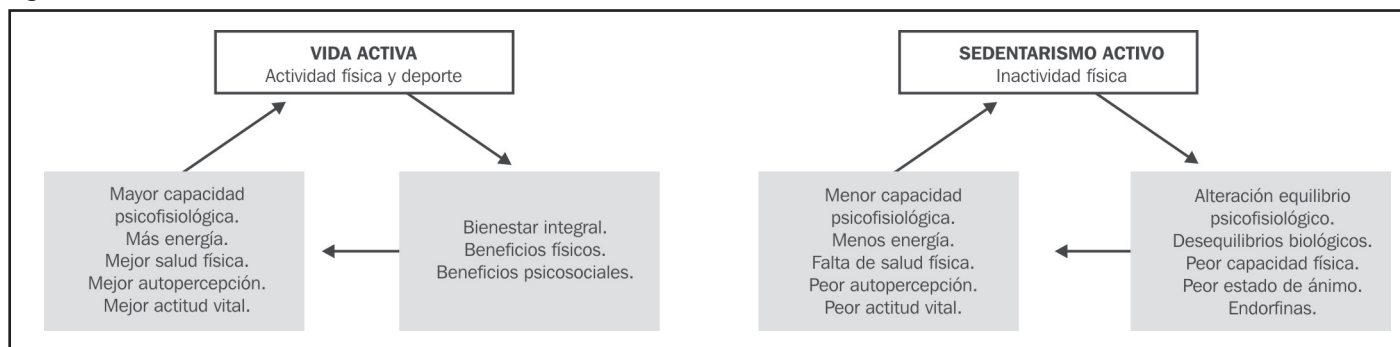 VIDA ACTIVA
Actividad física y deporte
Mayor capacidad
psicofisiológica.
Más energía.
Mejor salud física.
Mejor autopercepción.
Mejor actitud vital.
Bienestar integral.
Beneficios físicos.
Beneficios psicosociales.
SEDENTARISMO ACTIVO
Inactividad física
Menor capacidad
psicofisiológica.
Menos energía.
Falta de salud física.
Peor autopercepción.
Peor actitud vital.
Alteración equilibrio
psicofisiológico.
Desequilibrios biológicos.
Peor capacidad física.
Peor estado de ánimo.
Endorfinas.